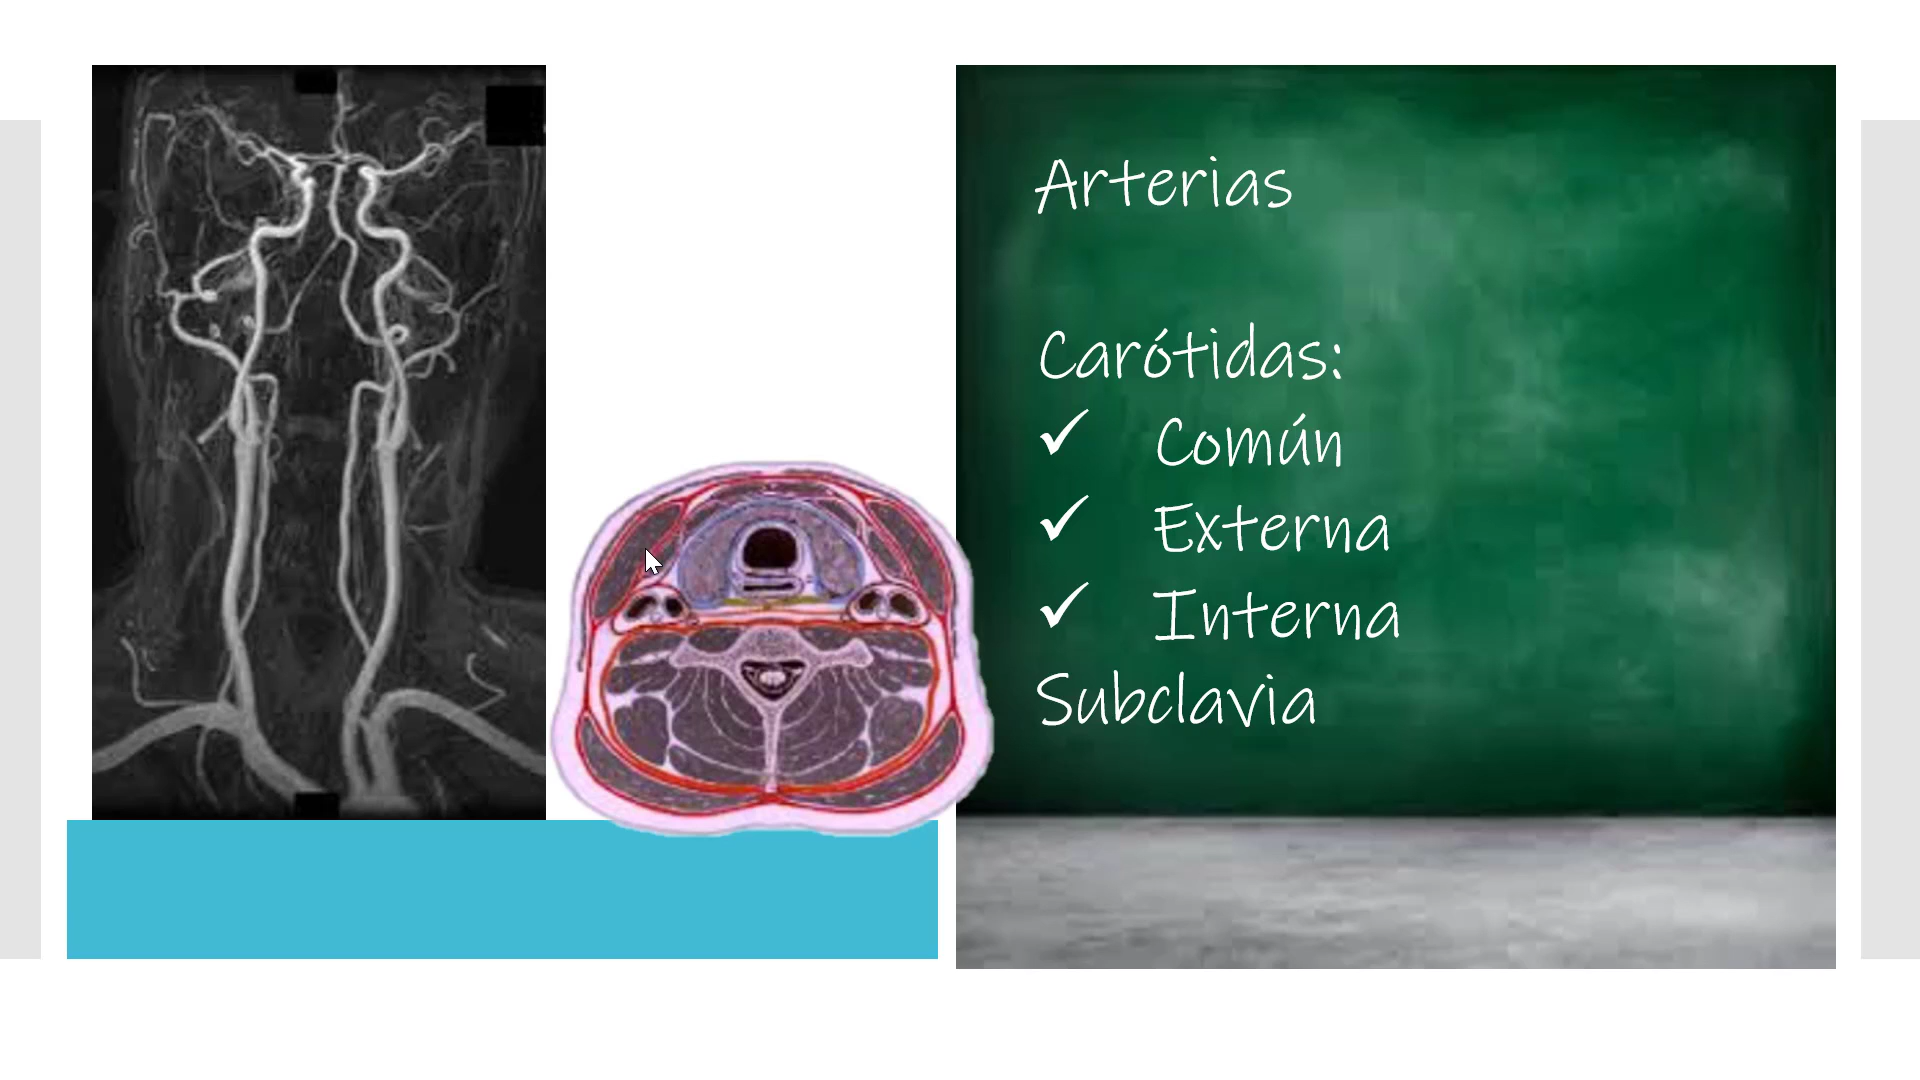 Arterias
Carótidas:
✓ Común
✓ Externa
✓ Interna
Subclavia